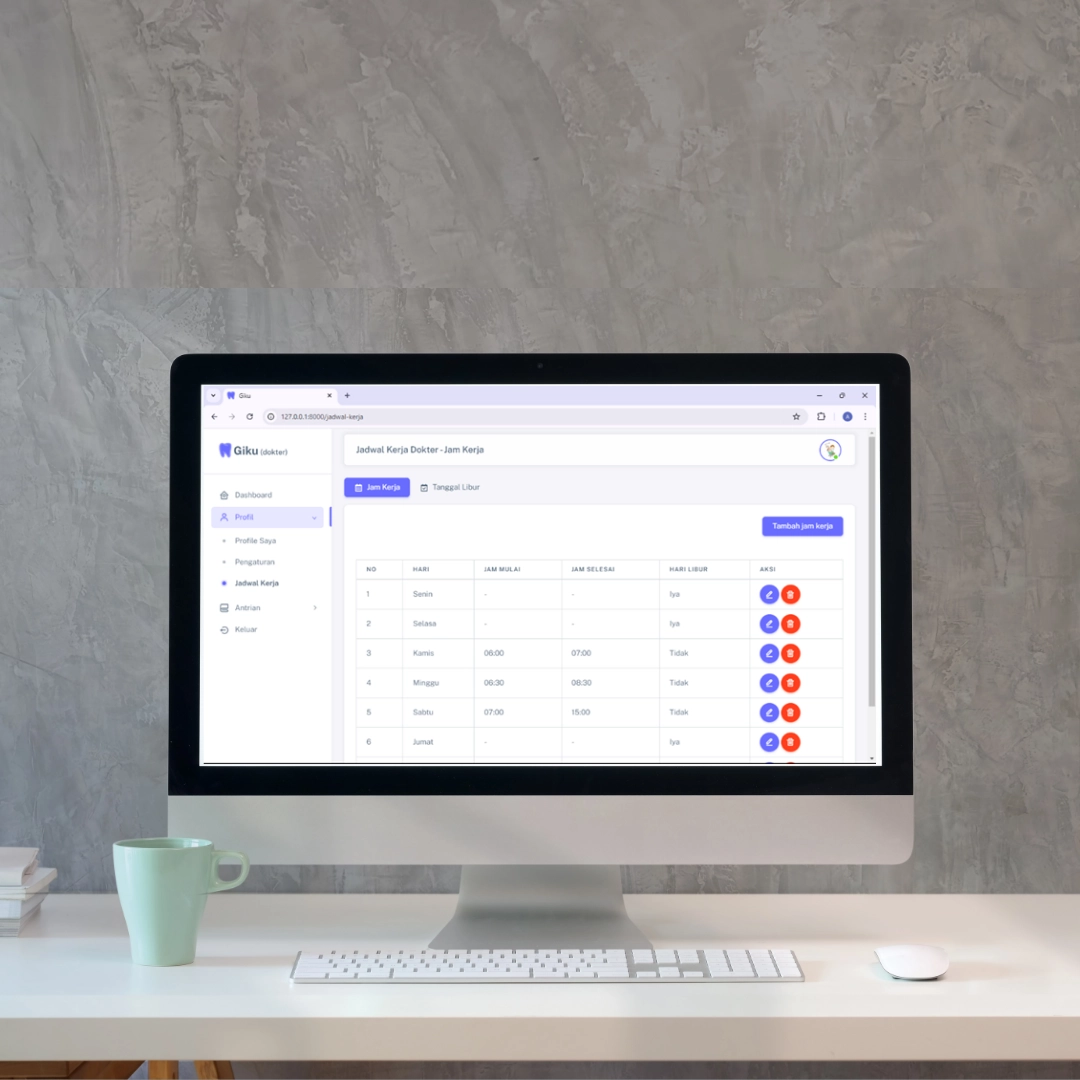 Giku
127.0.0.1:8000/jadwal-kerja
A
Giku (dokter)
Jadwal Kerja Dokter - Jam Kerja
Jam Kerja Tanggal Libur
Dashboard
Profil
Profile Saya
Pengaturan
Jadwal Kerja
Antrian
Keluar
Tambah jam kerja
NO HARI JAM MULAI JAM SELESAI HARI LIBUR AKSI
1 Senin - - Iya
2 Selasa - - Iya
3 Kamis 06:00 07:00 Tidak
4 Minggu 06:30 08:30 Tidak
5 Sabtu 07:00 15:00 Tidak
6 Jumat - - Iya